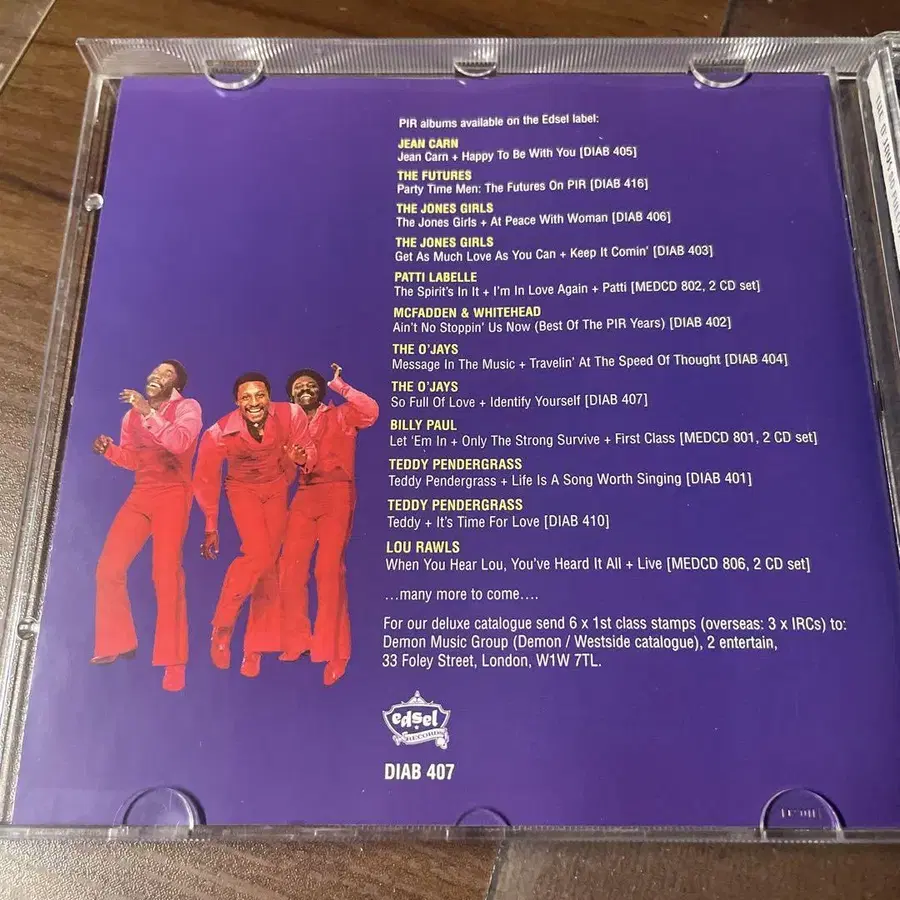 PIR albums available on the Edsel label:
JEAN CARN
Jean Carn + Happy To Be With You [DIAB 405]
THE FUTURES
Party Time Men: The Futures On PIR [DIAB 416]
THE JONES GIRLS
The Jones Girls + At Peace With Woman [DIAB 406]
THE JONES GIRLS
Get As Much Love As You Can + Keep It Comin' [DIAB 403]
PATTI LABELLE
The Spirit's In It + I'm In Love Again + Patti [MEDCD 802, 2 CD set]
MCFADDEN & WHITEHEAD
Ain't No Stoppin' Us Now (Best Of The PIR Years) [DIAB 402]
THE O'JAYS
Message In The Music + Travelin' At The Speed Of Thought [DIAB 404]
THE O'JAYS
So Full Of Love + Identify Yourself [DIAB 407]
BILLY PAUL
Let 'Em In + Only The Strong Survive + First Class [MEDCD 801, 2 CD set]
TEDDY PENDERGRASS
Teddy Pendergrass + Life Is A Song Worth Singing [DIAB 401]
TEDDY PENDERGRASS
Teddy + It's Time For Love [DIAB 410]
LOU RAWLS
When You Hear Lou, You've Heard It All + Live [MEDCD 806, 2 CD set]
...many more to come....
For our deluxe catalogue send 6 x 1st class stamps (overseas: 3 x IRCs) to:
Demon Music Group (Demon / Westside catalogue), 2 entertain,
33 Foley Street, London, W1W 7TL.
edsel
RECORDS
DIAB 407
THE O'JAYS